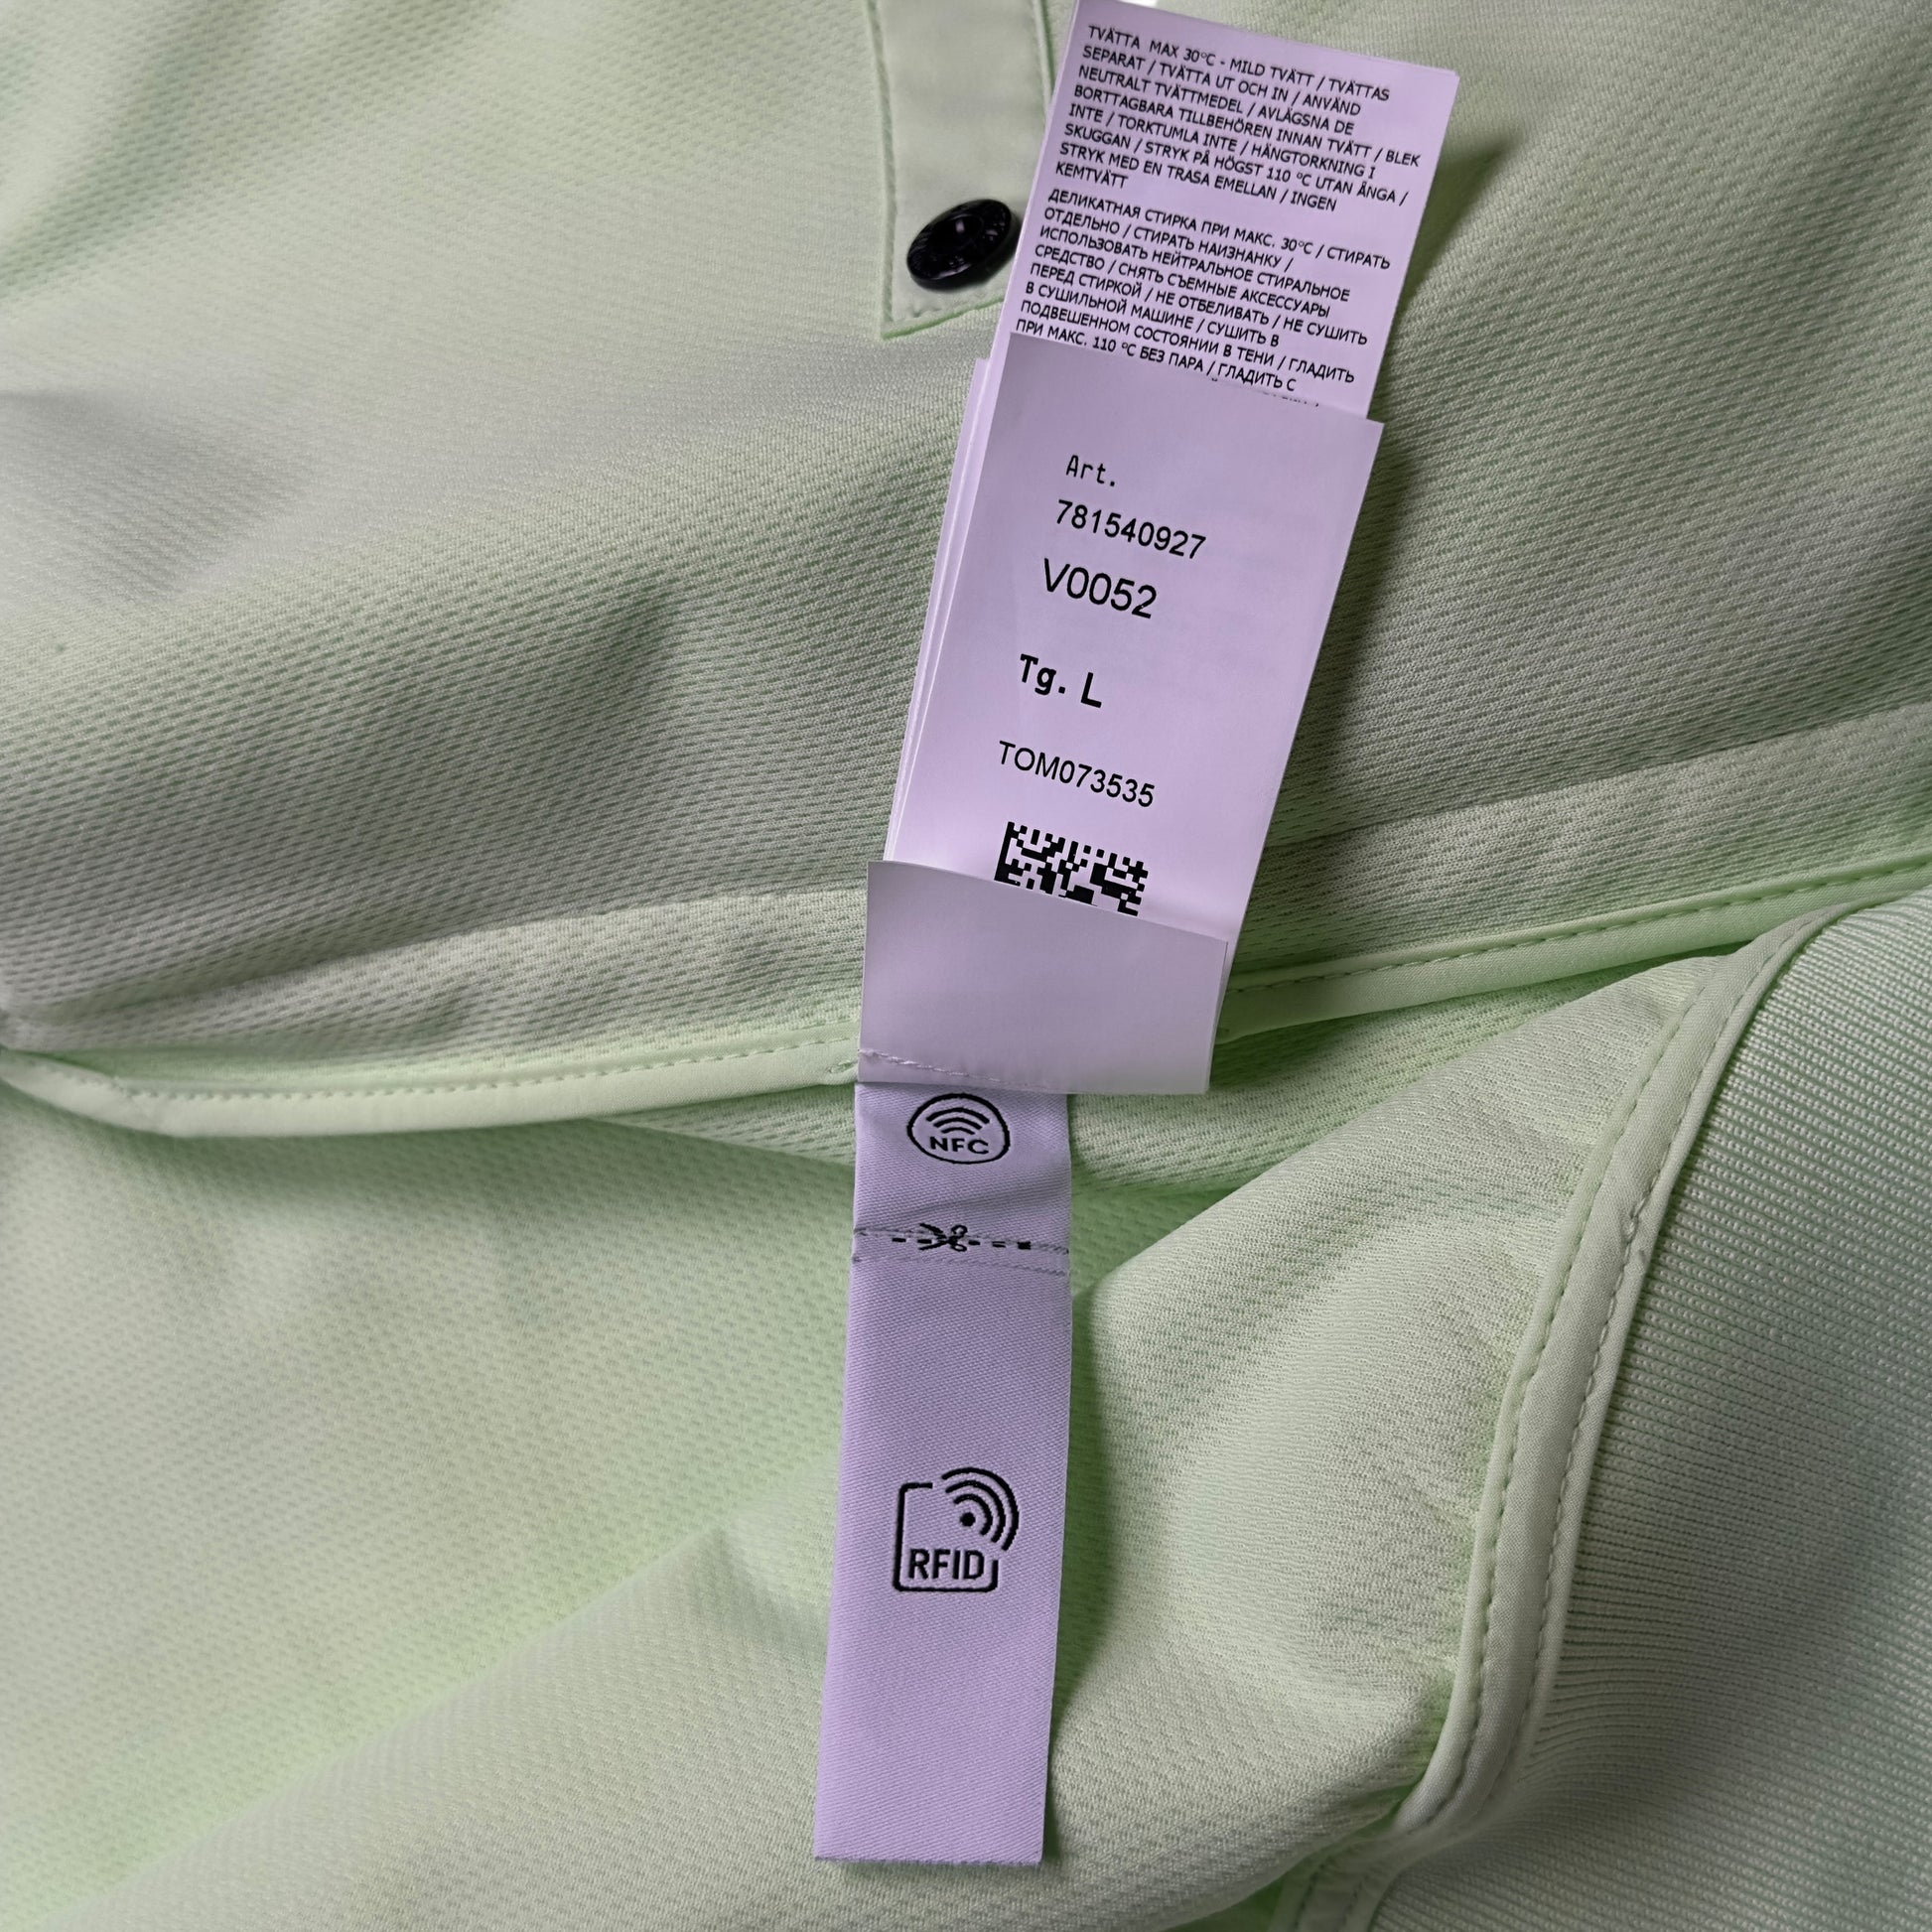 TVÄTTA MAX 30°C - MILD TVÄTT / TVÄTTAS
SEPARAT / TVÄTTA UT OCH IN / ANVÄND
NEUTRALT TVÄTTMEDEL / AVLÄGSNA DE
BORTTAGBARA TILLBEHÖREN INNAN TVÄTT / BLEK
INTE / TORKTUMLA INTE / HÄNGTORKNING I
SKUGGAN / STRYK PÅ HÖGST 110 °C UTAN ÅNGA /
STRYK MED EN TRASA EMELLAN / INGEN
KEMTVÄTT
ДЕЛИКАТНАЯ СТИРКА ПРИ МАКС. 30°C / СТИРАТЬ
ОТДЕЛЬНО / СТИРАТЬ НАИЗНАНКУ /
ИСПОЛЬЗОВАТЬ НЕЙТРАЛЬНОЕ СТИРАЛЬНОЕ
СРЕДСТВО / СНЯТЬ СЪЕМНЫЕ АКСЕССУАРЫ
ПЕРЕД СТИРКОЙ / НЕ ОТБЕЛИВАТЬ / НЕ СУШИТЬ
В СУШИЛЬНОЙ МАШИНЕ / СУШИТЬ В
ПОДВЕШЕННОМ СОСТОЯНИИ В ТЕНИ / ГЛАДИТЬ
ПРИ МАКС. 110 °C БЕЗ ПАРА / ГЛАДИТЬ С
Art.
781540927
V0052
Tg. L
TOM073535
NFC
RFID